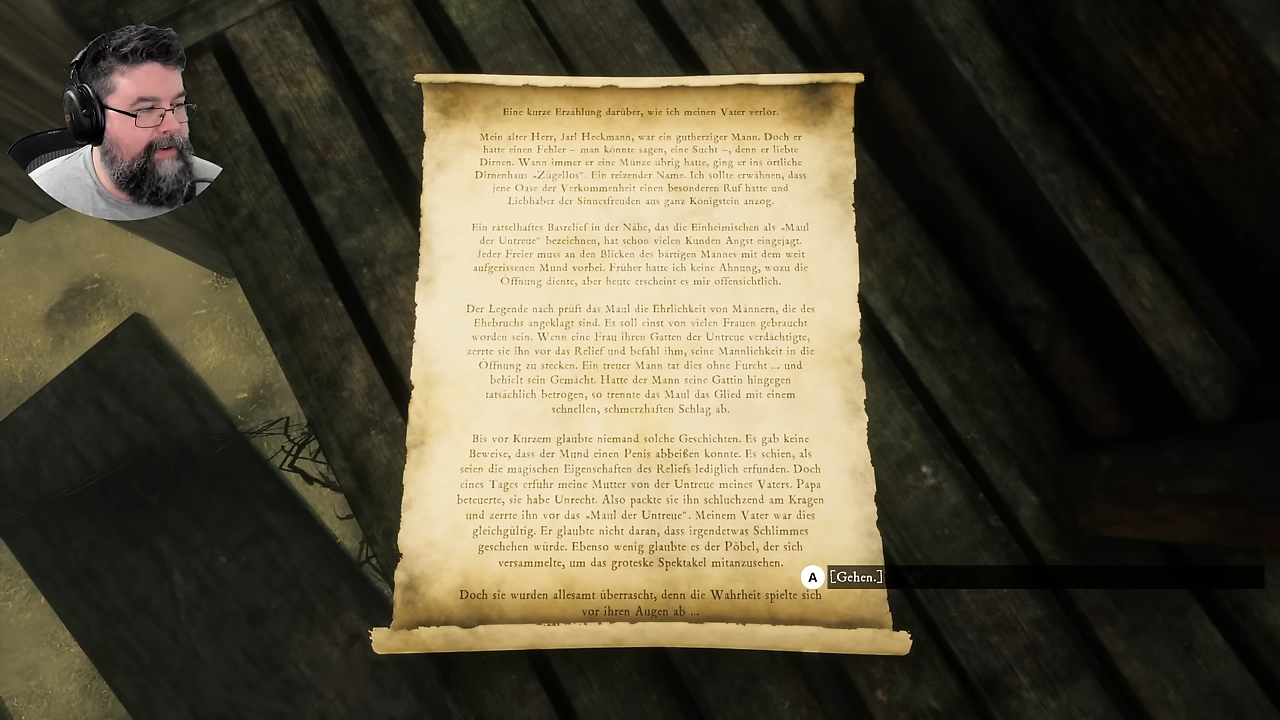 Eine kurze Erzählung darüber, wie ich meinen Vater verlor.
Mein alter Herr, Jarl Heckmann, war ein gutherziger Mann. Doch er
hatte einen Fehler – man könnte sagen, eine Sucht –, denn er liebte
Dirnen. Wann immer er eine Münze übrig hatte, ging er ins örtliche
Dirnenhaus „Zügellos“. Ein reizender Name. Ich sollte erwähnen, dass
jene Oase der Verkommenheit einen besonderen Ruf hatte und
Liebhaber der Sinnesfreuden aus ganz Königstein anzog.
Ein rätselhaftes Basrelief in der Nähe, das die Einheimischen als „Maul
der Untreue“ bezeichnen, hat schon vielen Kunden Angst eingejagt.
Jeder Freier muss an den Blicken des bärtigen Mannes mit dem weit
aufgerissenen Mund vorbei. Früher hatte ich keine Ahnung, wozu die
Öffnung diente, aber heute erscheint es mir offensichtlich.
Der Legende nach prüft das Maul die Ehrlichkeit von Männern, die des
Ehebruchs angeklagt sind. Es soll einst von vielen Frauen gebraucht
worden sein. Wenn eine Frau ihren Gatten der Untreue verdächtigte,
zerrte sie ihn vor das Relief und befahl ihm, seine Männlichkeit in die
Öffnung zu stecken. Ein treuer Mann tat dies ohne Furcht ... und
behielt sein Gemächt. Hatte der Mann seine Gattin hingegen
tatsächlich betrogen, so trennte das Maul das Glied mit einem
schnellen, schmerzhaften Schlag ab.
Bis vor Kurzem glaubte niemand solche Geschichten. Es gab keine
Beweise, dass der Mund einen Penis abbeißen könnte. Es schien, als
seien die magischen Eigenschaften des Reliefs lediglich erfunden. Doch
eines Tages erfuhr meine Mutter von der Untreue meines Vaters. Papa
beteuerte, sie habe Unrecht. Also packte sie ihn schluchzend am Kragen
und zerrte ihn vor das „Maul der Untreue“. Meinem Vater war dies
gleichgültig. Er glaubte nicht daran, dass irgendetwas Schlimmes
geschehen würde. Ebenso wenig glaubte es der Pöbel, der sich
versammelte, um das groteske Spektakel mitanzusehen.
A [Gehen.]
Doch sie wurden allesamt überrascht, denn die Wahrheit spielte sich
vor ihren Augen ab ...